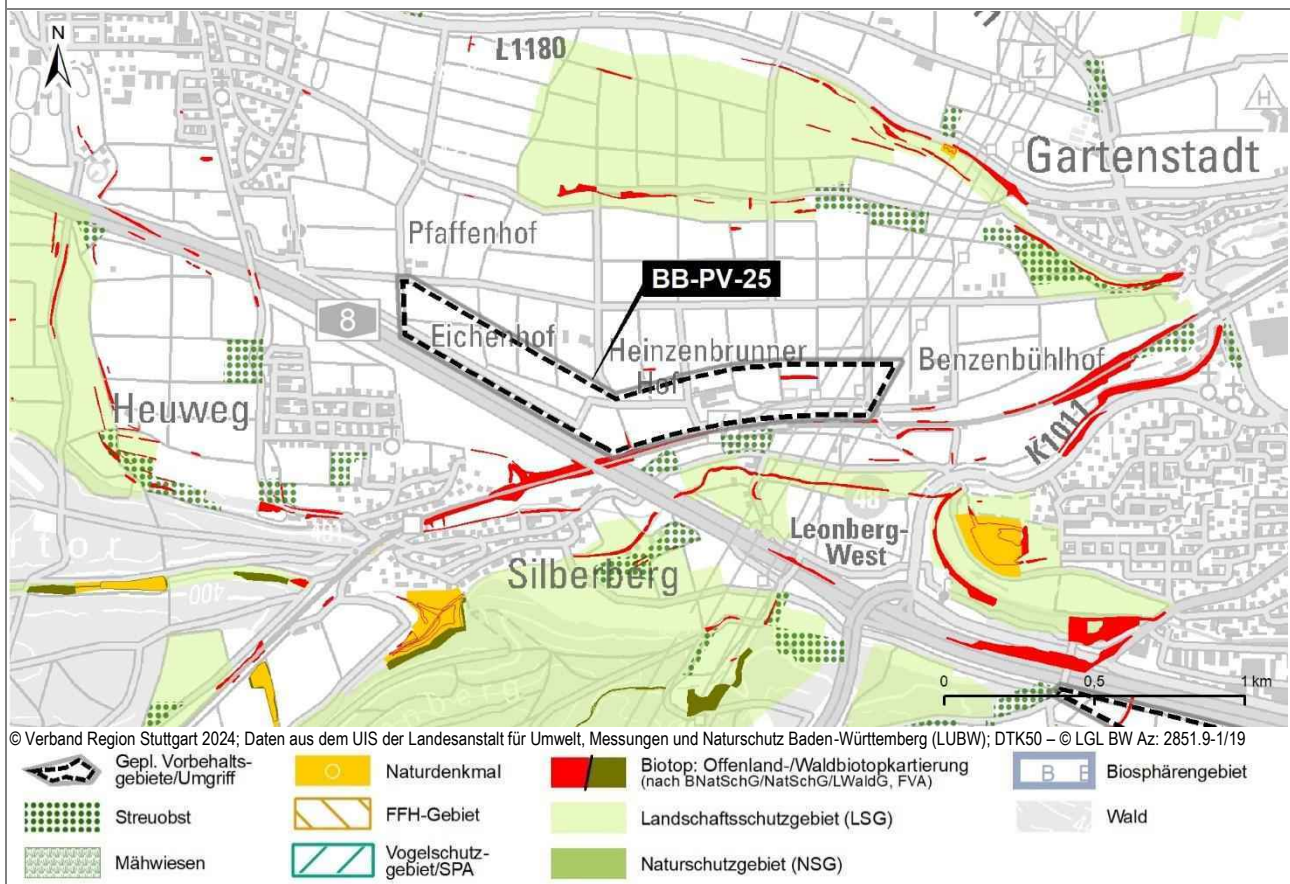 N
L1180
H
Gartenstadt
Pfaffenhof
BB-PV-25
8
Eichenhof
Heinzenbrunner
Hof
Benzenbühlhof
Heuweg
K1011
48
Leonberg-
West
Silberberg
400
0 0,5 1 km
© Verband Region Stuttgart 2024; Daten aus dem UIS der Landesanstalt für Umwelt, Messungen und Naturschutz Baden-Württemberg (LUBW); DTK50 – © LGL BW Az: 2851.9-1/19
Gepl. Vorbehalts-
gebiete/Umgriff
Streuobst
Mähwiesen
Naturdenkmal
FFH-Gebiet
Vogelschutz-
gebiet/SPA
Biotop: Offenland-/Waldbiotopkartierung
(nach BNatSchG/NatSchG/LWaldG, FVA)
Landschaftsschutzgebiet (LSG)
Naturschutzgebiet (NSG)
B B
Biosphärengebiet
Wald